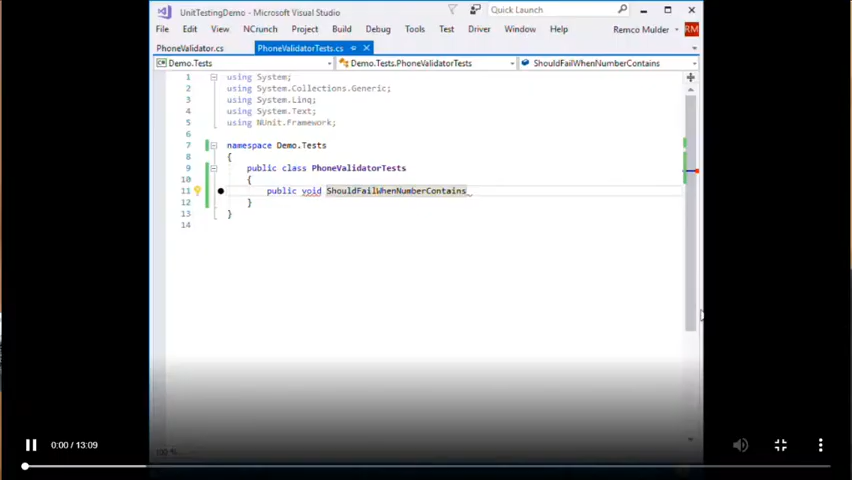 UnitTestingDemo - Microsoft Visual Studio
Quick Launch
File Edit View NCrunch Project Build Debug Tools Test Driver Window Help Remco Mulder RM
PhoneValidator.cs PhoneValidatorTests.cs
Demo.Tests Demo.Tests.PhoneValidatorTests ShouldFailWhenNumberContains
1 using System;
2 using System.Collections.Generic;
3 using System.Linq;
4 using System.Text;
5 using NUnit.Framework;
6
7 namespace Demo.Tests
8 {
9 public class PhoneValidatorTests
10 {
11 public void ShouldFailWhenNumberContains
12 }
13 }
14
100 %
0:00 / 13:09